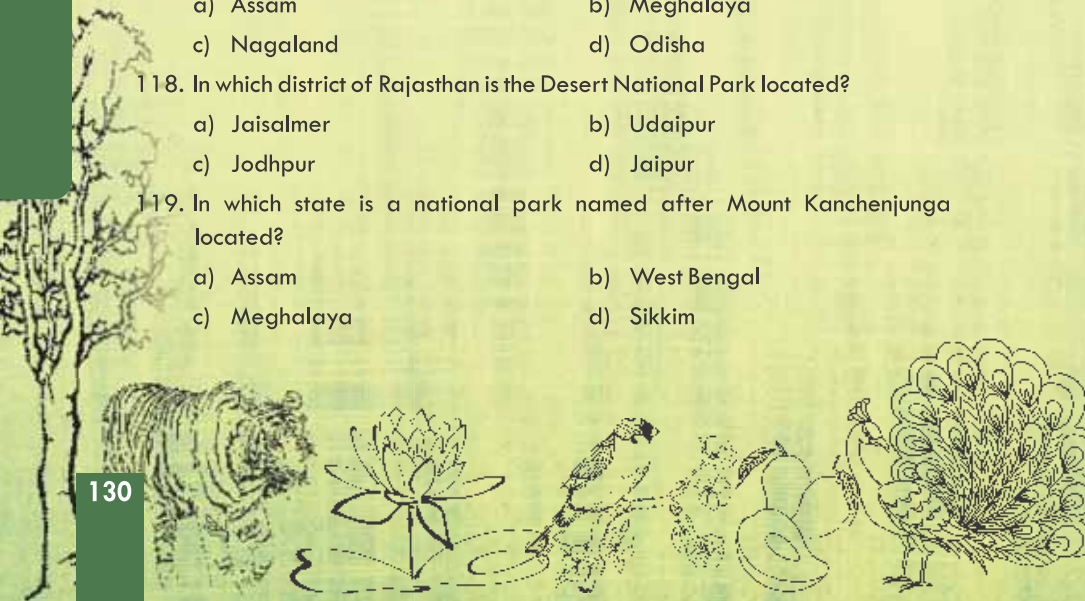 a) Assam b) Meghalaya
c) Nagaland d) Odisha
118. In which district of Rajasthan is the Desert National Park located?
a) Jaisalmer b) Udaipur
c) Jodhpur d) Jaipur
119. In which state is a national park named after Mount Kanchenjunga
located?
a) Assam b) West Bengal
c) Meghalaya d) Sikkim
130